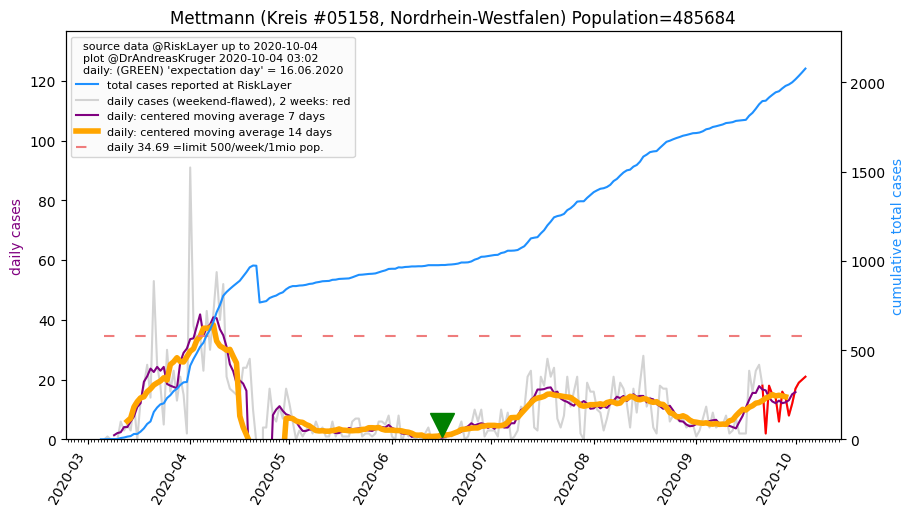 Mettmann (Kreis #05158, Nordrhein-Westfalen) Population=485684
source data @RiskLayer up to 2020-10-04
plot @DrAndreasKruger 2020-10-04 03:02
daily: (GREEN) 'expectation day' = 16.06.2020
total cases reported at RiskLayer
daily cases (weekend-flawed), 2 weeks: red
daily: centered moving average 7 days
daily: centered moving average 14 days
daily 34.69 =limit 500/week/1mio pop.
daily cases
120
100
80
60
40
20
0
cumulative total cases
2000
1500
1000
500
0
2020-03
2020-04
2020-05
2020-06
2020-07
2020-08
2020-09
2020-10